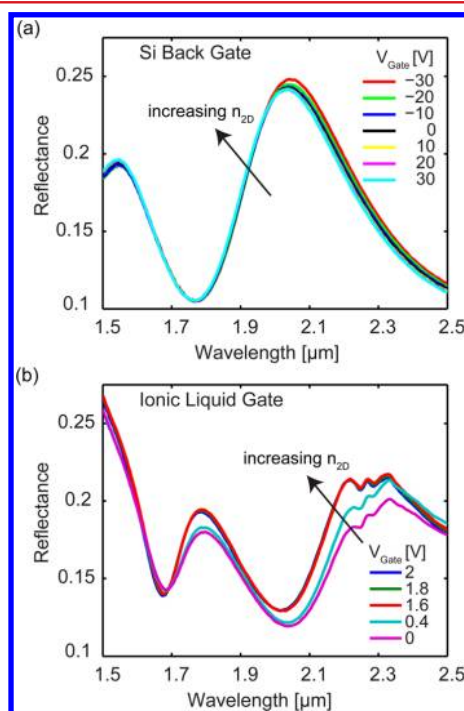 (a)
Si Back Gate
V_Gate [V]
−30
−20
−10
0
10
20
30
increasing n_2D
0.25
0.2
0.15
0.1
Reflectance
1.5 1.7 1.9 2.1 2.3 2.5
Wavelength [µm]
(b)
Ionic Liquid Gate
increasing n_2D
V_Gate [V]
2
1.8
1.6
0.4
0
0.25
0.2
0.15
0.1
Reflectance
1.5 1.7 1.9 2.1 2.3 2.5
Wavelength [µm]